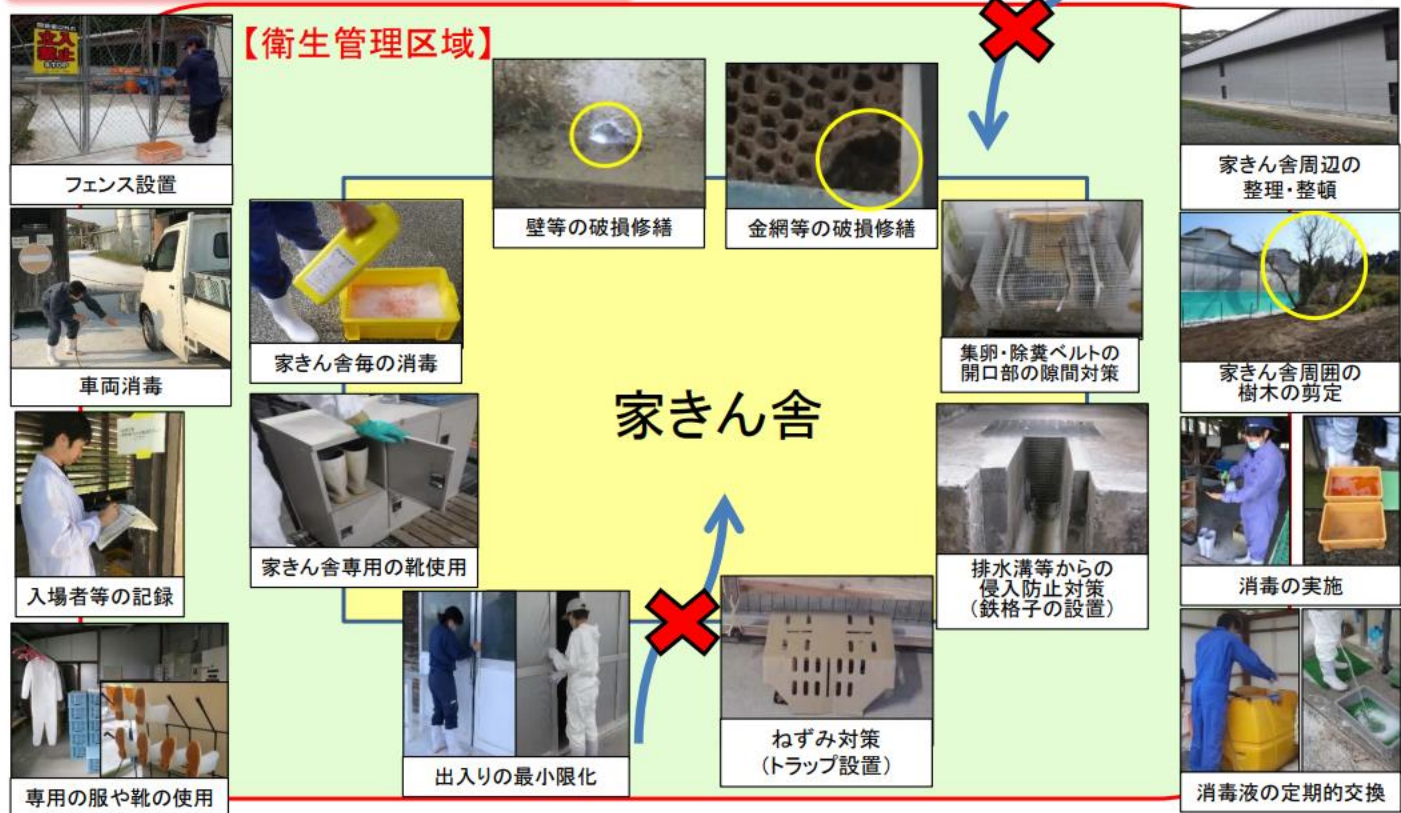 【衛生管理区域】
立入
禁止
フェンス設置
車両消毒
入場者等の記録
専用の服や靴の使用
壁等の破損修繕
金網等の破損修繕
家きん舎毎の消毒
家きん舎専用の靴使用
家きん舎
集卵・除糞ベルトの
開口部の隙間対策
排水溝等からの
侵入防止対策
(鉄格子の設置)
出入りの最小限化
ねずみ対策
(トラップ設置)
家きん舎周辺の
整理・整頓
家きん舎周囲の
樹木の剪定
消毒の実施
消毒液の定期的交換